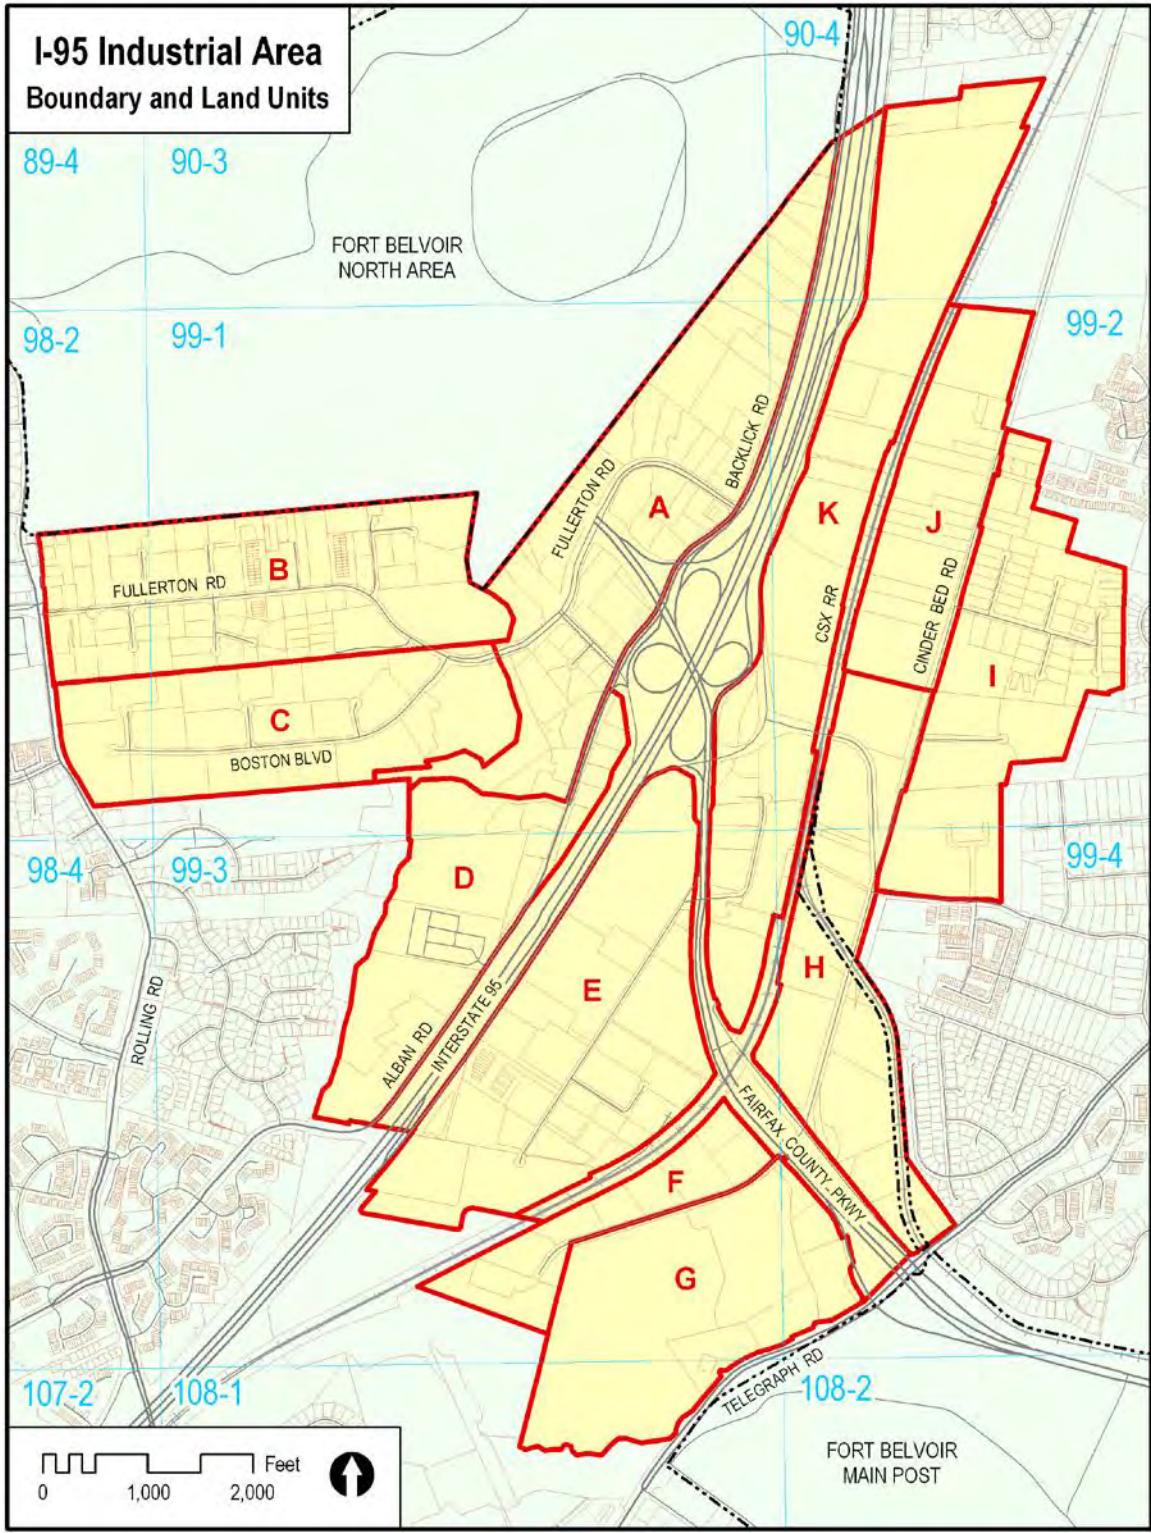 I-95 Industrial Area
Boundary and Land Units
90-4
89-4
90-3
FORT BELVOIR
NORTH AREA
98-2
99-1
99-2
BACKLICK RD
FULLERTON RD
A
K
J
B
FULLERTON RD
CSX RR
CINDER BED RD
I
C
BOSTON BLVD
98-4
99-3
99-4
D
H
E
ROLLING RD
ALBAN RD
INTERSTATE 95
FAIRFAX COUNTY PKWY
F
G
TELEGRAPH RD
107-2
108-1
108-2
FORT BELVOIR
MAIN POST
Feet
0
1,000
2,000